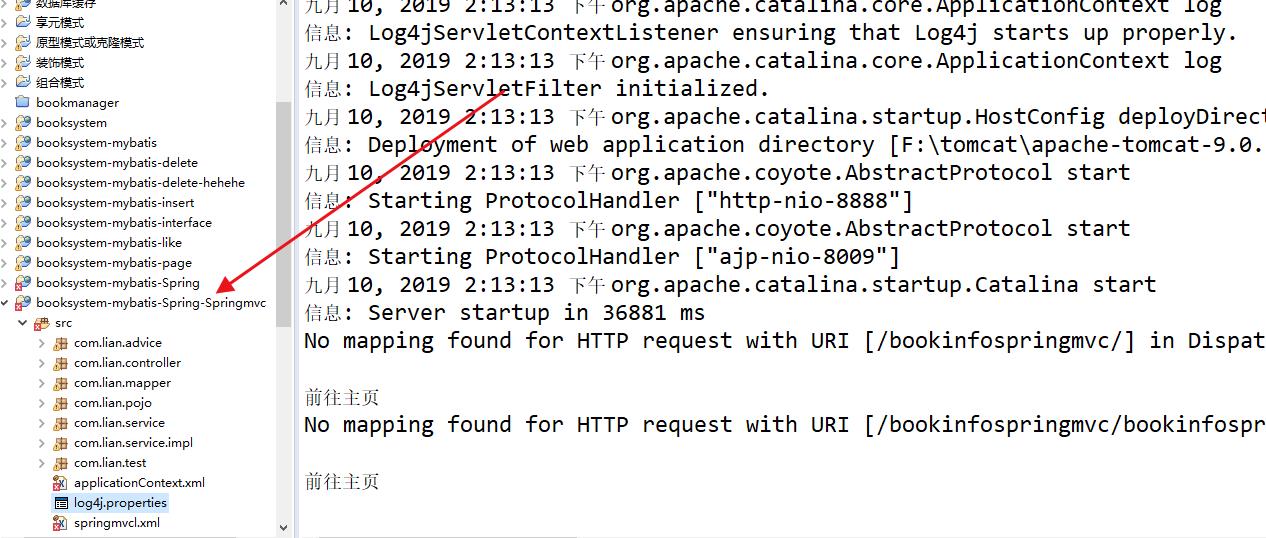 数据库缓存
享元模式
原型模式或克隆模式
装饰模式
组合模式
bookmanager
booksystem
booksystem-mybatis
booksystem-mybatis-delete
booksystem-mybatis-delete-hehehe
booksystem-mybatis-insert
booksystem-mybatis-interface
booksystem-mybatis-like
booksystem-mybatis-page
booksystem-mybatis-Spring
booksystem-mybatis-Spring-Springmvc
src
com.lian.advice
com.lian.controller
com.lian.mapper
com.lian.pojo
com.lian.service
com.lian.service.impl
com.lian.test
applicationContext.xml
log4j.properties
springmvcl.xml
九月 10, 2019 2:13:13 下午 org.apache.catalina.core.ApplicationContext log
信息: Log4jServletContextListener ensuring that Log4j starts up properly.
九月 10, 2019 2:13:13 下午 org.apache.catalina.core.ApplicationContext log
信息: Log4jServletFilter initialized.
九月 10, 2019 2:13:13 下午 org.apache.catalina.startup.HostConfig deployDirect
信息: Deployment of web application directory [F:\tomcat\apache-tomcat-9.0.
九月 10, 2019 2:13:13 下午 org.apache.coyote.AbstractProtocol start
信息: Starting ProtocolHandler ["http-nio-8888"]
九月 10, 2019 2:13:13 下午 org.apache.coyote.AbstractProtocol start
信息: Starting ProtocolHandler ["ajp-nio-8009"]
九月 10, 2019 2:13:13 下午 org.apache.catalina.startup.Catalina start
信息: Server startup in 36881 ms
No mapping found for HTTP request with URI [/bookinfospringmvc/] in Dispat
前往主页
No mapping found for HTTP request with URI [/bookinfospringmvc/bookinfospr
前往主页